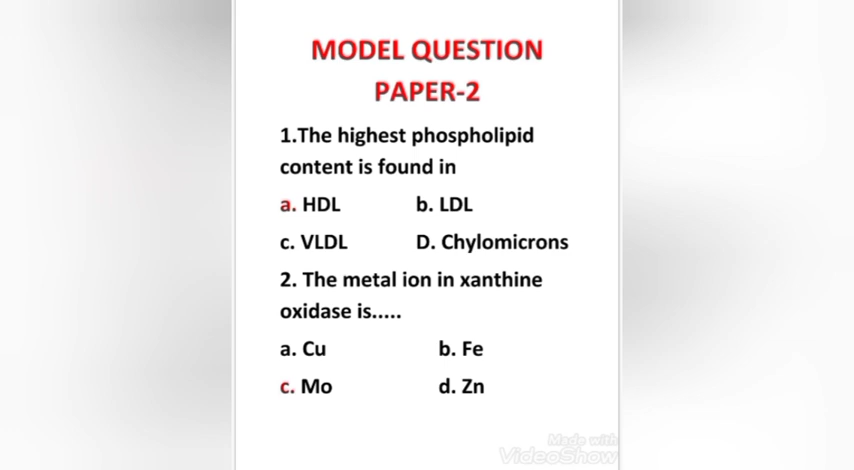 MODEL QUESTION
PAPER-2
1.The highest phospholipid
content is found in
a. HDL b. LDL
c. VLDL D. Chylomicrons
2. The metal ion in xanthine
oxidase is.....
a. Cu b. Fe
c. Mo d. Zn
Made with
VideoShow